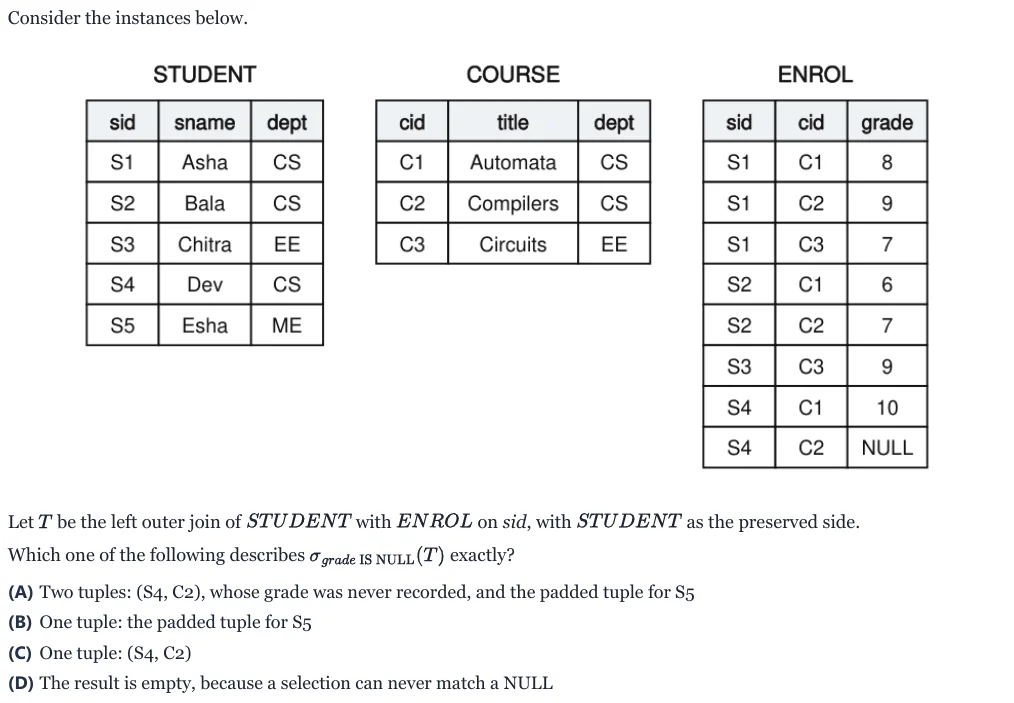 Consider the instances below.
STUDENT COURSE ENROL
sid sname dept cid title dept sid cid grade
S1 Asha CS C1 Automata CS S1 C1 8
S2 Bala CS C2 Compilers CS S1 C2 9
S3 Chitra EE C3 Circuits EE S1 C3 7
S4 Dev CS S2 C1 6
S5 Esha ME S2 C2 7
S3 C3 9
S4 C1 10
S4 C2 NULL
Let T be the left outer join of STUDENT with ENROL on sid, with STUDENT as the preserved side.
Which one of the following describes σ grade IS NULL (T) exactly?
(A) Two tuples: (S4, C2), whose grade was never recorded, and the padded tuple for S5
(B) One tuple: the padded tuple for S5
(C) One tuple: (S4, C2)
(D) The result is empty, because a selection can never match a NULL